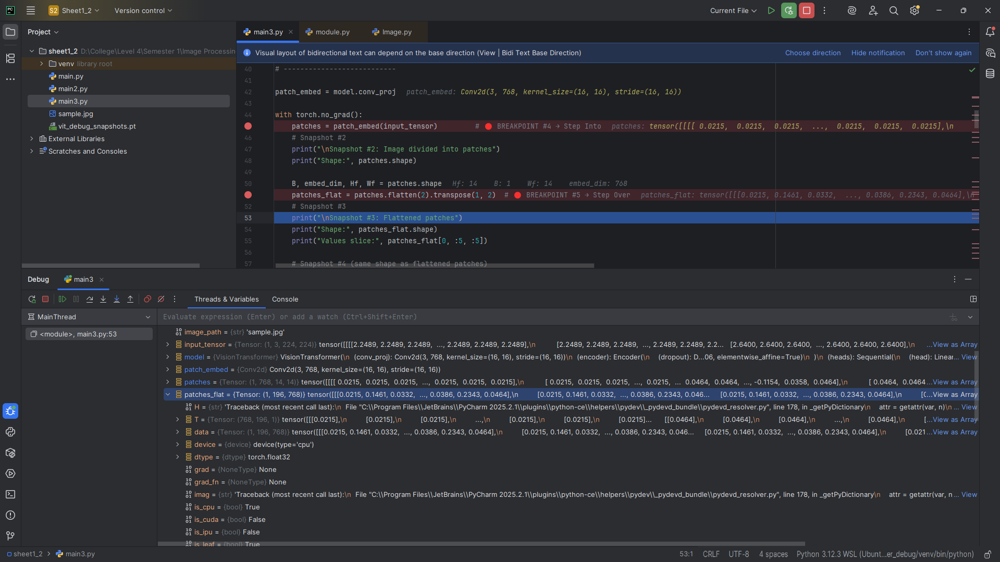 PC
S2 Sheet1_2
Version control
Current File
Project
main3.py
module.py
Image.py
Visual layout of bidirectional text can depend on the base direction (View | Bidi Text Base Direction)
Choose direction
Hide notification
Don't show again
sheet1_2 D:\College\Level 4\Semester 1\Image Processin
venv library root
main.py
main2.py
main3.py
sample.jpg
vit_debug_snapshots.pt
External Libraries
Scratches and Consoles
40 # ---------------------------
41
42 patch_embed = model.conv_proj patch_embed: Conv2d(3, 768, kernel_size=(16, 16), stride=(16, 16))
43
44 with torch.no_grad():
patches = patch_embed(input_tensor) # 🔴 BREAKPOINT #4 → Step Into patches: tensor([[[[ 0.0215, 0.0215, 0.0215, ..., 0.0215, 0.0215, 0.0215],\n
46 # Snapshot #2
47 print("\nSnapshot #2: Image divided into patches")
48 print("Shape:", patches.shape)
49
50 B, embed_dim, Hf, Wf = patches.shape Hf: 14 B: 1 Wf: 14 embed_dim: 768
patches_flat = patches.flatten(2).transpose(1, 2) # 🔴 BREAKPOINT #5 → Step Over patches_flat: tensor([[[0.0215, 0.1461, 0.0332, ..., 0.0386, 0.2343, 0.0464],\n
52 # Snapshot #3
53 print("\nSnapshot #3: Flattened patches")
54 print("Shape:", patches_flat.shape)
55 print("Values slice:", patches_flat[0, :5, :5])
56
57 # Snapshot #4 (same shape as flattened patches)
Debug
main3
Threads & Variables
Console
MainThread
<module>, main3.py:53
Evaluate expression (Enter) or add a watch (Ctrl+Shift+Enter)
image_path = {str} 'sample.jpg'
input_tensor = {Tensor: (1, 3, 224, 224)} tensor([[[[2.2489, 2.2489, 2.2489, ..., 2.2489, 2.2489, 2.2489],\n [2.2489, 2.2489, 2.2489, ..., 2.2489, 2.2489, 2.2... [2.6400, 2.6400, 2.6400, ..., 2.6400, 2.6400, 2.6400],\n ...View as Array
model = {VisionTransformer} VisionTransformer(\n (conv_proj): Conv2d(3, 768, kernel_size=(16, 16), stride=(16, 16))\n (encoder): Encoder(\n (dropout): D...06, elementwise_affine=True)\n )\n (heads): Sequential(\n (head): Linear... View
patch_embed = {Conv2d} Conv2d(3, 768, kernel_size=(16, 16), stride=(16, 16))
patches = {Tensor: (1, 768, 14, 14)} tensor([[[[ 0.0215, 0.0215, 0.0215, ..., 0.0215, 0.0215, 0.0215],\n [ 0.0215, 0.0215, 0.0215, ..., 0.0215 ... 0.0464, 0.0464, ..., -0.1154, 0.0358, 0.0464],\n [ 0.0464, 0.0464 ...View as Array
patches_flat = {Tensor: (1, 196, 768)} tensor([[[0.0215, 0.1461, 0.0332, ..., 0.0386, 0.2343, 0.0464],\n [0.0215, 0.1461, 0.0332, ..., 0.0386, 0.2343, 0.046... [0.0215, 0.1461, 0.0332, ..., 0.0386, 0.2343, 0.0464],\n [0...View as Array
H = {str} 'Traceback (most recent call last):\n File "C:\\Program Files\\JetBrains\\PyCharm 2025.2.1\\plugins\\python-ce\\helpers\\pydev\\_pydevd_bundle\\pydevd_resolver.py", line 178, in _getPyDictionary\n attr = getattr(var, n)\n ... View
T = {Tensor: (768, 196, 1)} tensor([[[0.0215],\n [0.0215],\n [0.0215],\n ...,\n [0.0215],\n [0.0215],\n [0.0215]... [[0.0464],\n [0.0464],\n [0.0464],\n ...,\n [0.0464],\n [...View as Array
data = {Tensor: (1, 196, 768)} tensor([[[0.0215, 0.1461, 0.0332, ..., 0.0386, 0.2343, 0.0464],\n [0.0215, 0.1461, 0.0332, ..., 0.0386, 0.2343, 0.046... [0.0215, 0.1461, 0.0332, ..., 0.0386, 0.2343, 0.0464],\n [0.021 ...View as Array
device = {device} device(type='cpu')
dtype = {dtype} torch.float32
grad = {NoneType} None
grad_fn = {NoneType} None
imag = {str} 'Traceback (most recent call last):\n File "C:\\Program Files\\JetBrains\\PyCharm 2025.2.1\\plugins\\python-ce\\helpers\\pydev\\_pydevd_bundle\\pydevd_resolver.py", line 178, in _getPyDictionary\n attr = getattr(var, n ... View
is_cpu = {bool} True
is_cuda = {bool} False
is_ipu = {bool} False
is_leaf = {bool} True
sheet1_2 > main3.py
53:1 CRLF UTF-8 4 spaces Python 3.12.3 WSL (Ubunt...er_debug/venv/bin/python)